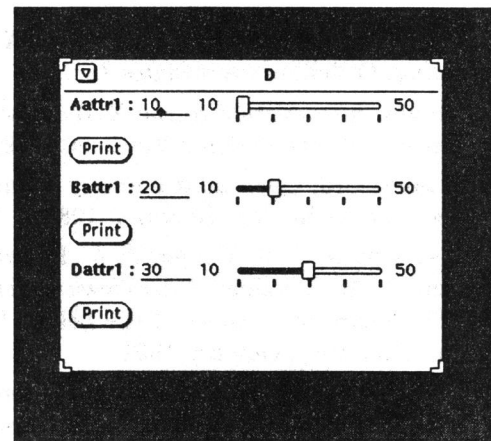 D
Aattr1 : 10 10 50
Print
Battr1 : 20 10 50
Print
Dattr1 : 30 10 50
Print